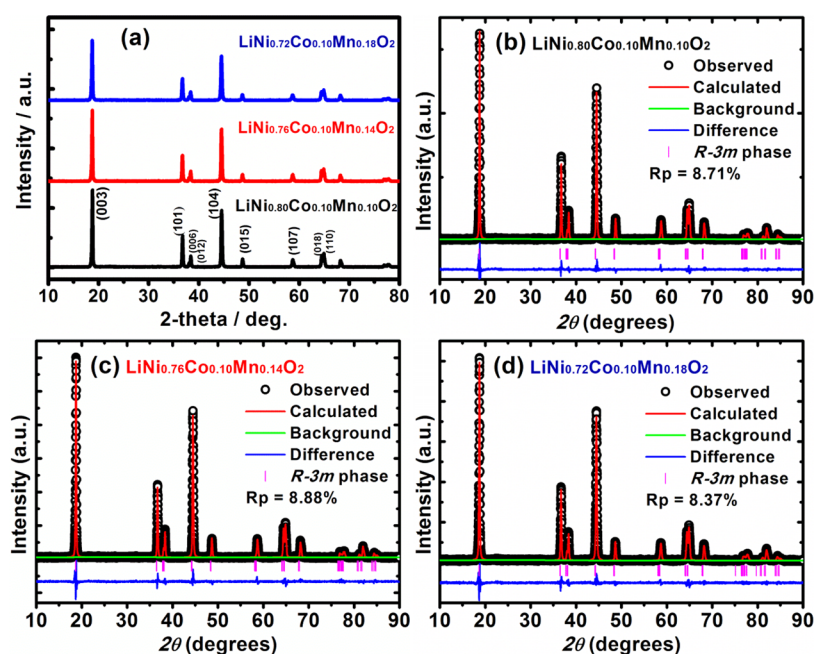 (a)
LiNi0.72Co0.10Mn0.18O2
LiNi0.76Co0.10Mn0.14O2
LiNi0.80Co0.10Mn0.10O2
(003)
(101)
(006)
(012)
(104)
(015)
(107)
(018)
(110)
Intensity / a.u.
10 20 30 40 50 60 70 80
2-theta / deg.
(b) LiNi0.80Co0.10Mn0.10O2
Observed
Calculated
Background
Difference
R-3m phase
Rp = 8.71%
Intensity (a.u.)
10 20 30 40 50 60 70 80 90
2θ (degrees)
(c) LiNi0.76Co0.10Mn0.14O2
Observed
Calculated
Background
Difference
R-3m phase
Rp = 8.88%
Intensity (a.u.)
10 20 30 40 50 60 70 80 90
2θ (degrees)
(d) LiNi0.72Co0.10Mn0.18O2
Observed
Calculated
Background
Difference
R-3m phase
Rp = 8.37%
Intensity (a.u.)
10 20 30 40 50 60 70 80 90
2θ (degrees)